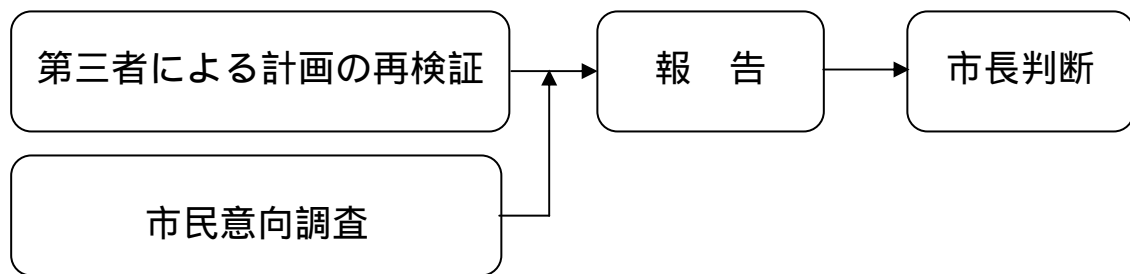 第三者による計画の再検証
報　告
市長判断
市民意向調査